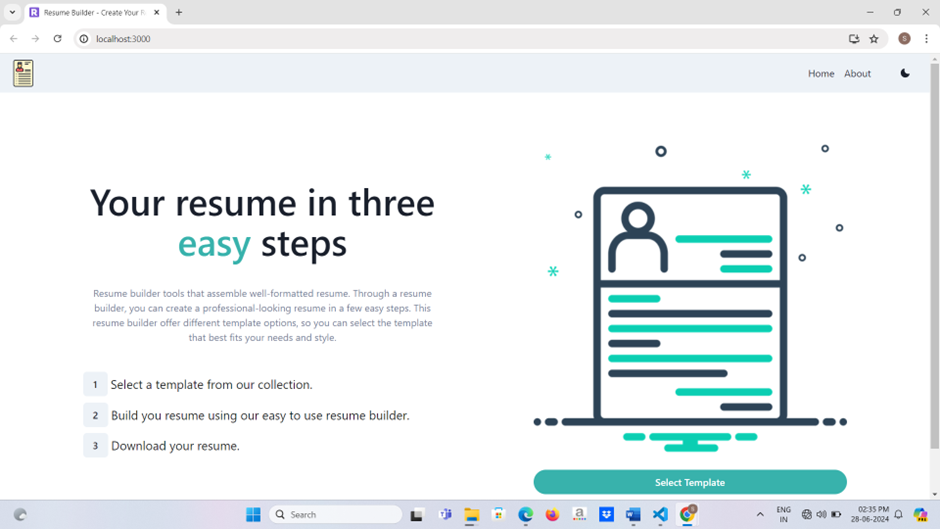 Resume Builder - Create Your R
localhost:3000
S
Home About
Your resume in three
easy steps
Resume builder tools that assemble well-formatted resume. Through a resume
builder, you can create a professional-looking resume in a few easy steps. This
resume builder offer different template options, so you can select the template
that best fits your needs and style.
1 Select a template from our collection.
2 Build you resume using our easy to use resume builder.
3 Download your resume.
Select Template
Search
ENG
IN
02:35 PM
28-06-2024